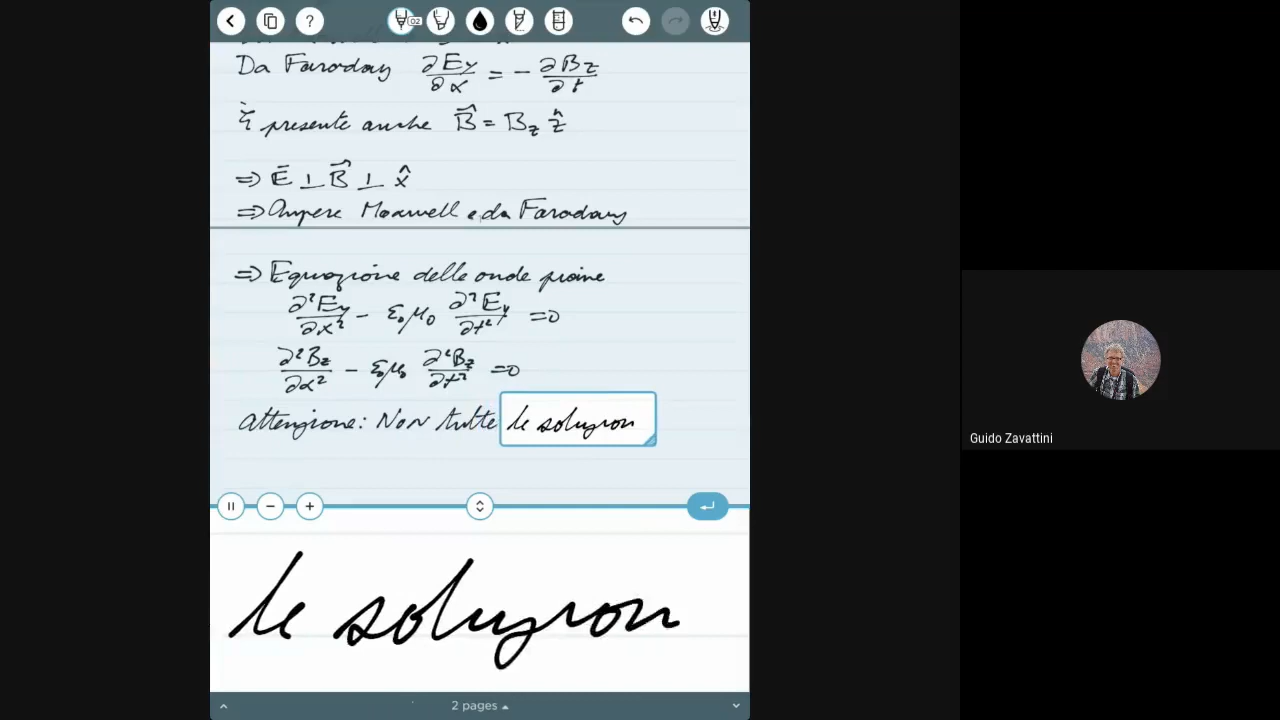 Da Faraday ∂Ey/∂x = - ∂Bz/∂t
È presente anche B⃗ = Bz ẑ
⇒ E⃗ ⊥ B⃗ ⊥ x̂
⇒ Ampere Maxwell e da Faraday
⇒ Equazione delle onde piane
∂²Ey/∂x² - ε₀μ₀ ∂²Ey/∂t² = 0
∂²Bz/∂x² - ε₀μ₀ ∂²Bz/∂t² = 0
Attenzione: Non tutte le soluzion
le soluzion
2 pages
Guido Zavattini
?
02